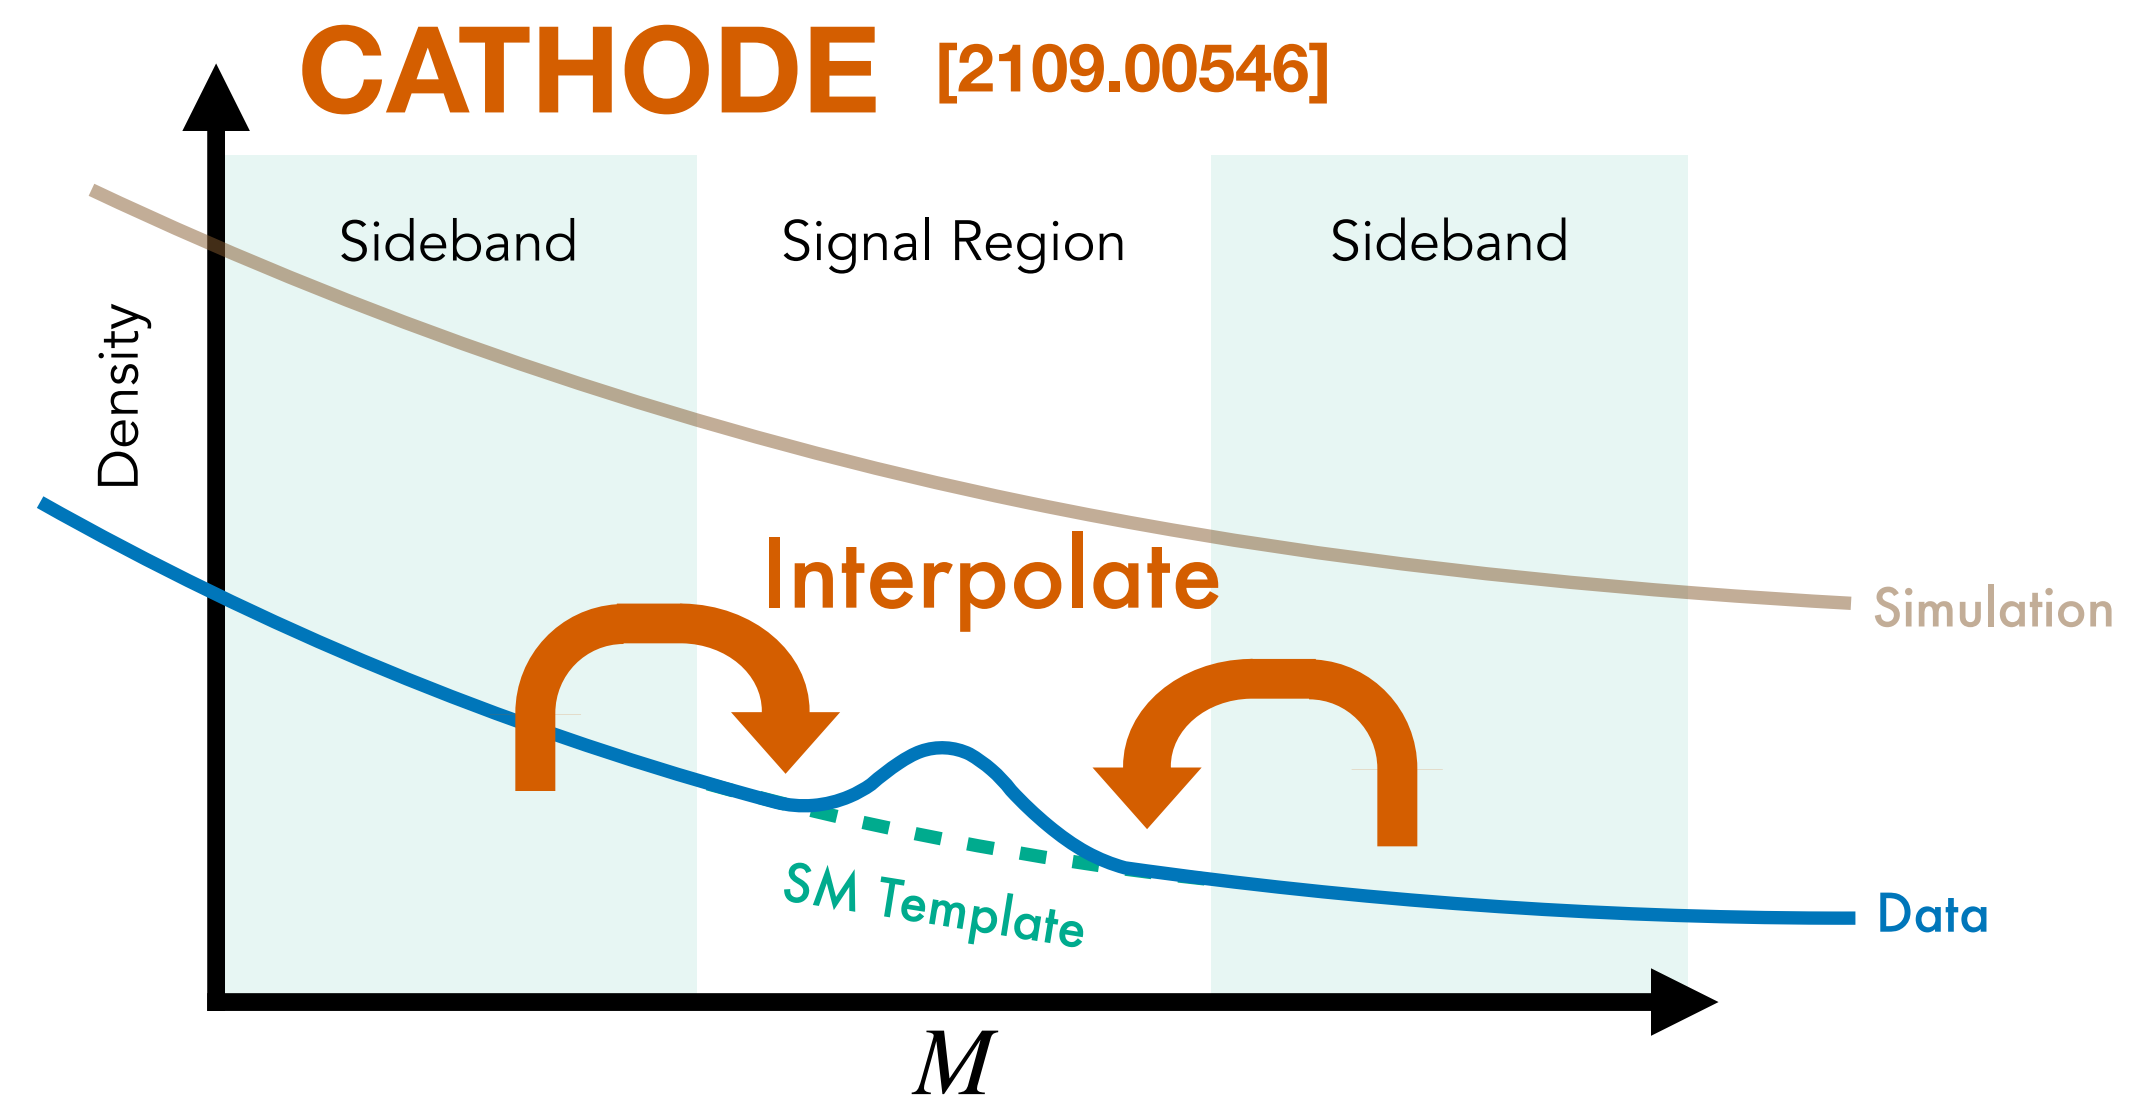 CATHODE [2109.00546]
Sideband
Signal Region
Sideband
Density
Interpolate
Simulation
SM Template
Data
M